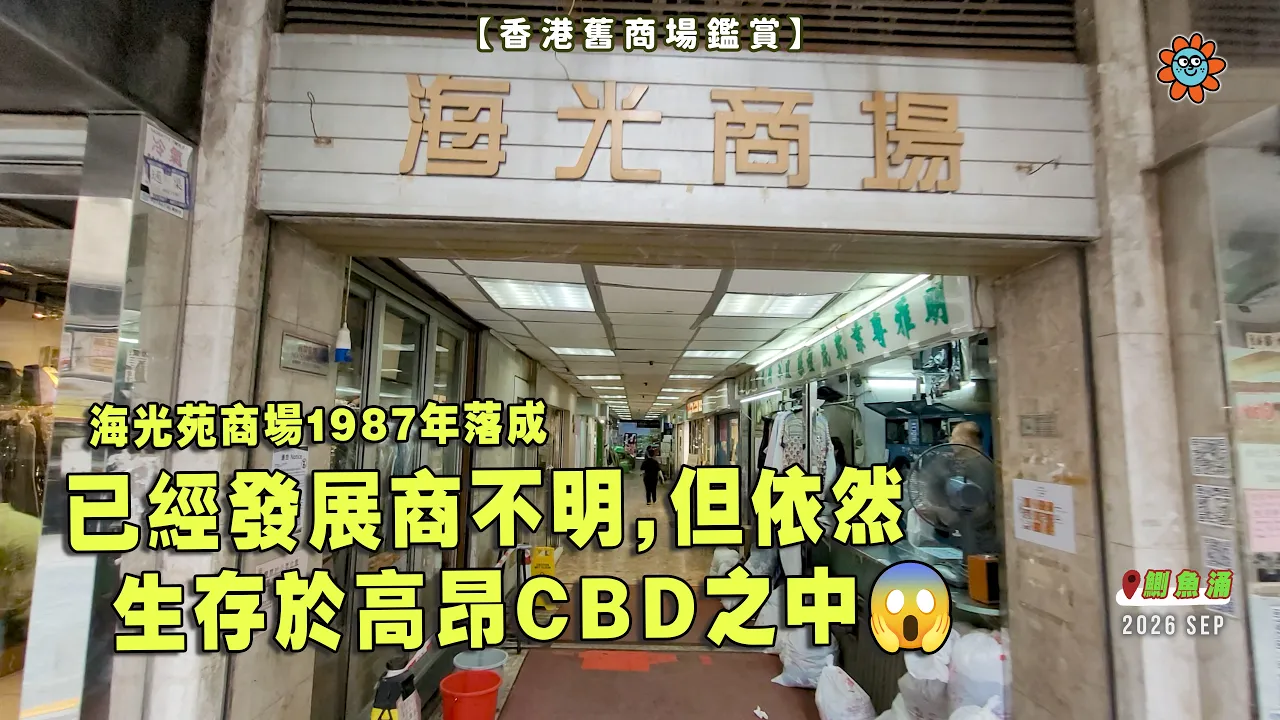 【香港舊商場鑑賞】
海光商場
海光苑商場1987年落成
已經發展商不明,但依然
生存於高昂CBD之中😱
鰂魚涌
2026 SEP